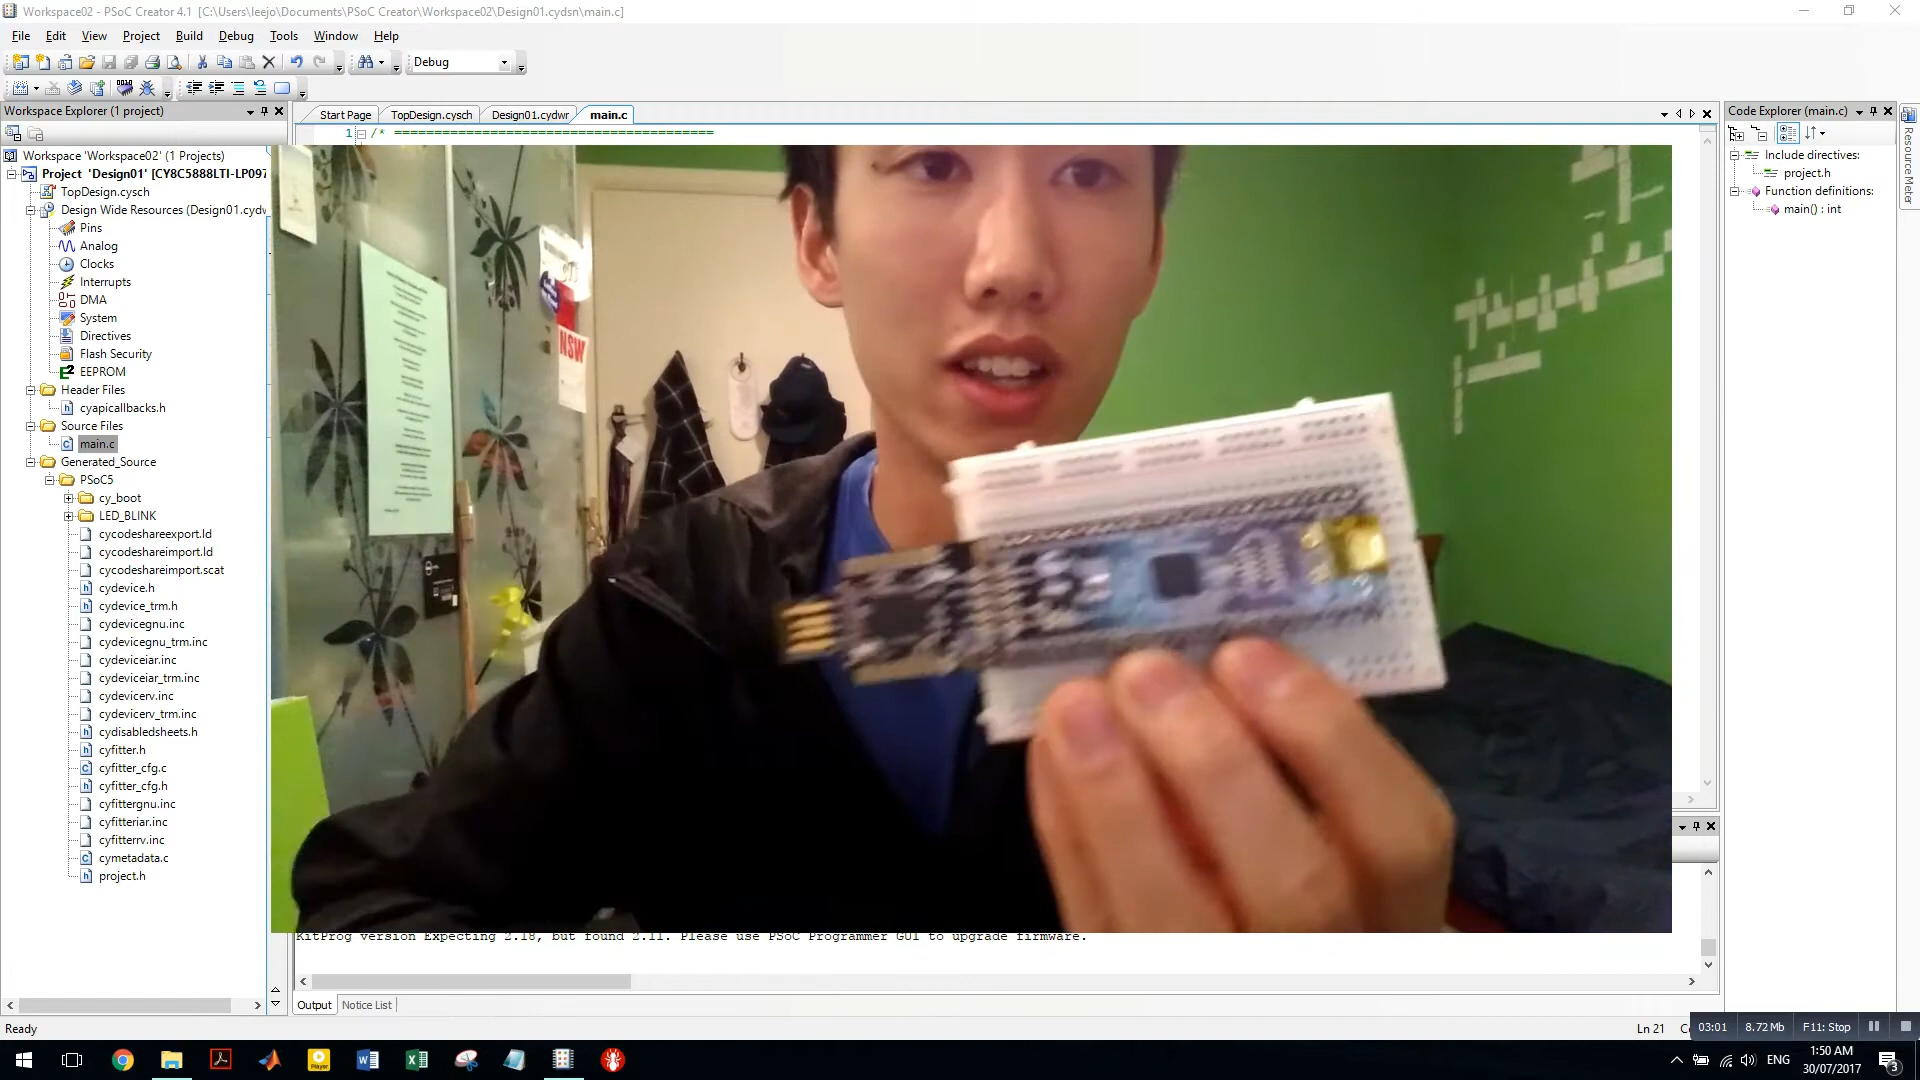 Workspace02 - PSoC Creator 4.1 [C:\Users\leejo\Documents\PSoC Creator\Workspace02\Design01.cydsn\main.c]
File Edit View Project Build Debug Tools Window Help
Debug
Workspace Explorer (1 project)
Start Page TopDesign.cysch Design01.cydwr main.c
Code Explorer (main.c)
1 /* ========================================
Resource Meter
Workspace 'Workspace02' (1 Projects)
Project 'Design01' [CY8C5888LTI-LP097
TopDesign.cysch
Design Wide Resources (Design01.cydw
Pins
Analog
Clocks
Interrupts
DMA
System
Directives
Flash Security
EEPROM
Header Files
cyapicallbacks.h
Source Files
main.c
Generated_Source
PSoC5
cy_boot
LED_BLINK
cycodeshareexport.ld
cycodeshareimport.ld
cycodeshareimport.scat
cydevice.h
cydevice_trm.h
cydevicegnu.inc
cydevicegnu_trm.inc
cydeviceiar.inc
cydeviceiar_trm.inc
cydevicerv.inc
cydevicerv_trm.inc
cydisabledsheets.h
cyfitter.h
cyfitter_cfg.c
cyfitter_cfg.h
cyfittergnu.inc
cyfitteriar.inc
cyfitterrv.inc
cymetadata.c
project.h
Include directives:
project.h
Function definitions:
main() : int
NSW
KitProg version Expecting 2.18, but found 2.11. Please use PSoC Programmer GUI to upgrade firmware.
Output Notice List
Ready
Ln 21
03:01 8.72 Mb F11: Stop
Player
ENG
1:50 AM
30/07/2017
3